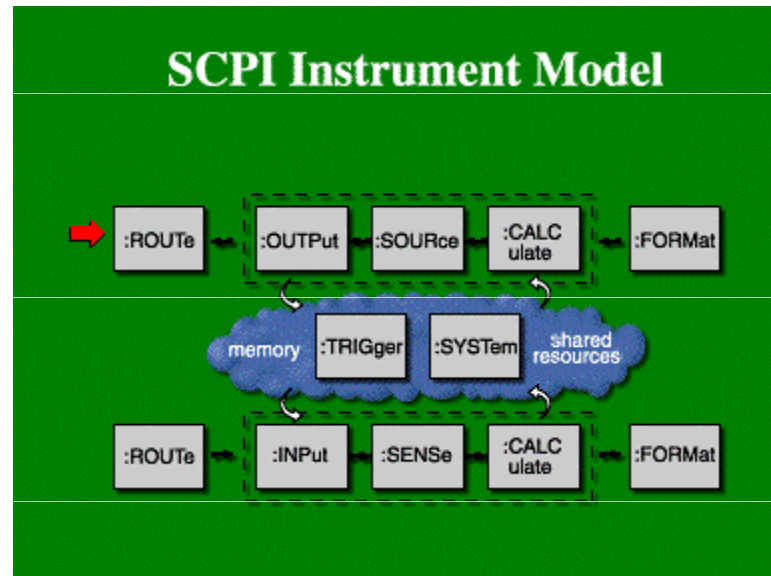 SCPI Instrument Model
:ROUTe
:OUTPut
:SOURce
:CALC
ulate
:FORMat
memory
:TRIGger
:SYSTem
shared
resources
:ROUTe
:INPut
:SENSe
:CALC
ulate
:FORMat